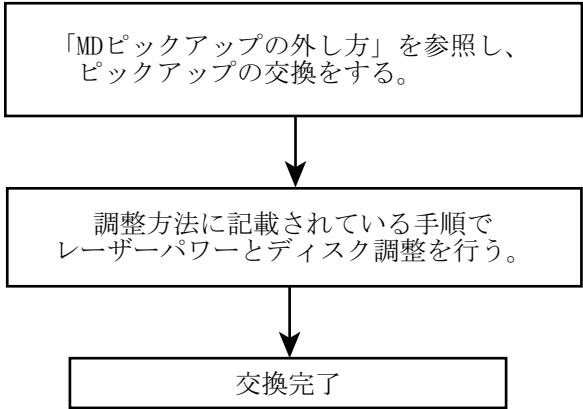 「MDピックアップの外し方」を参照し、
ピックアップの交換をする。
調整方法に記載されている手順で
レーザーパワーとディスク調整を行う。
交換完了